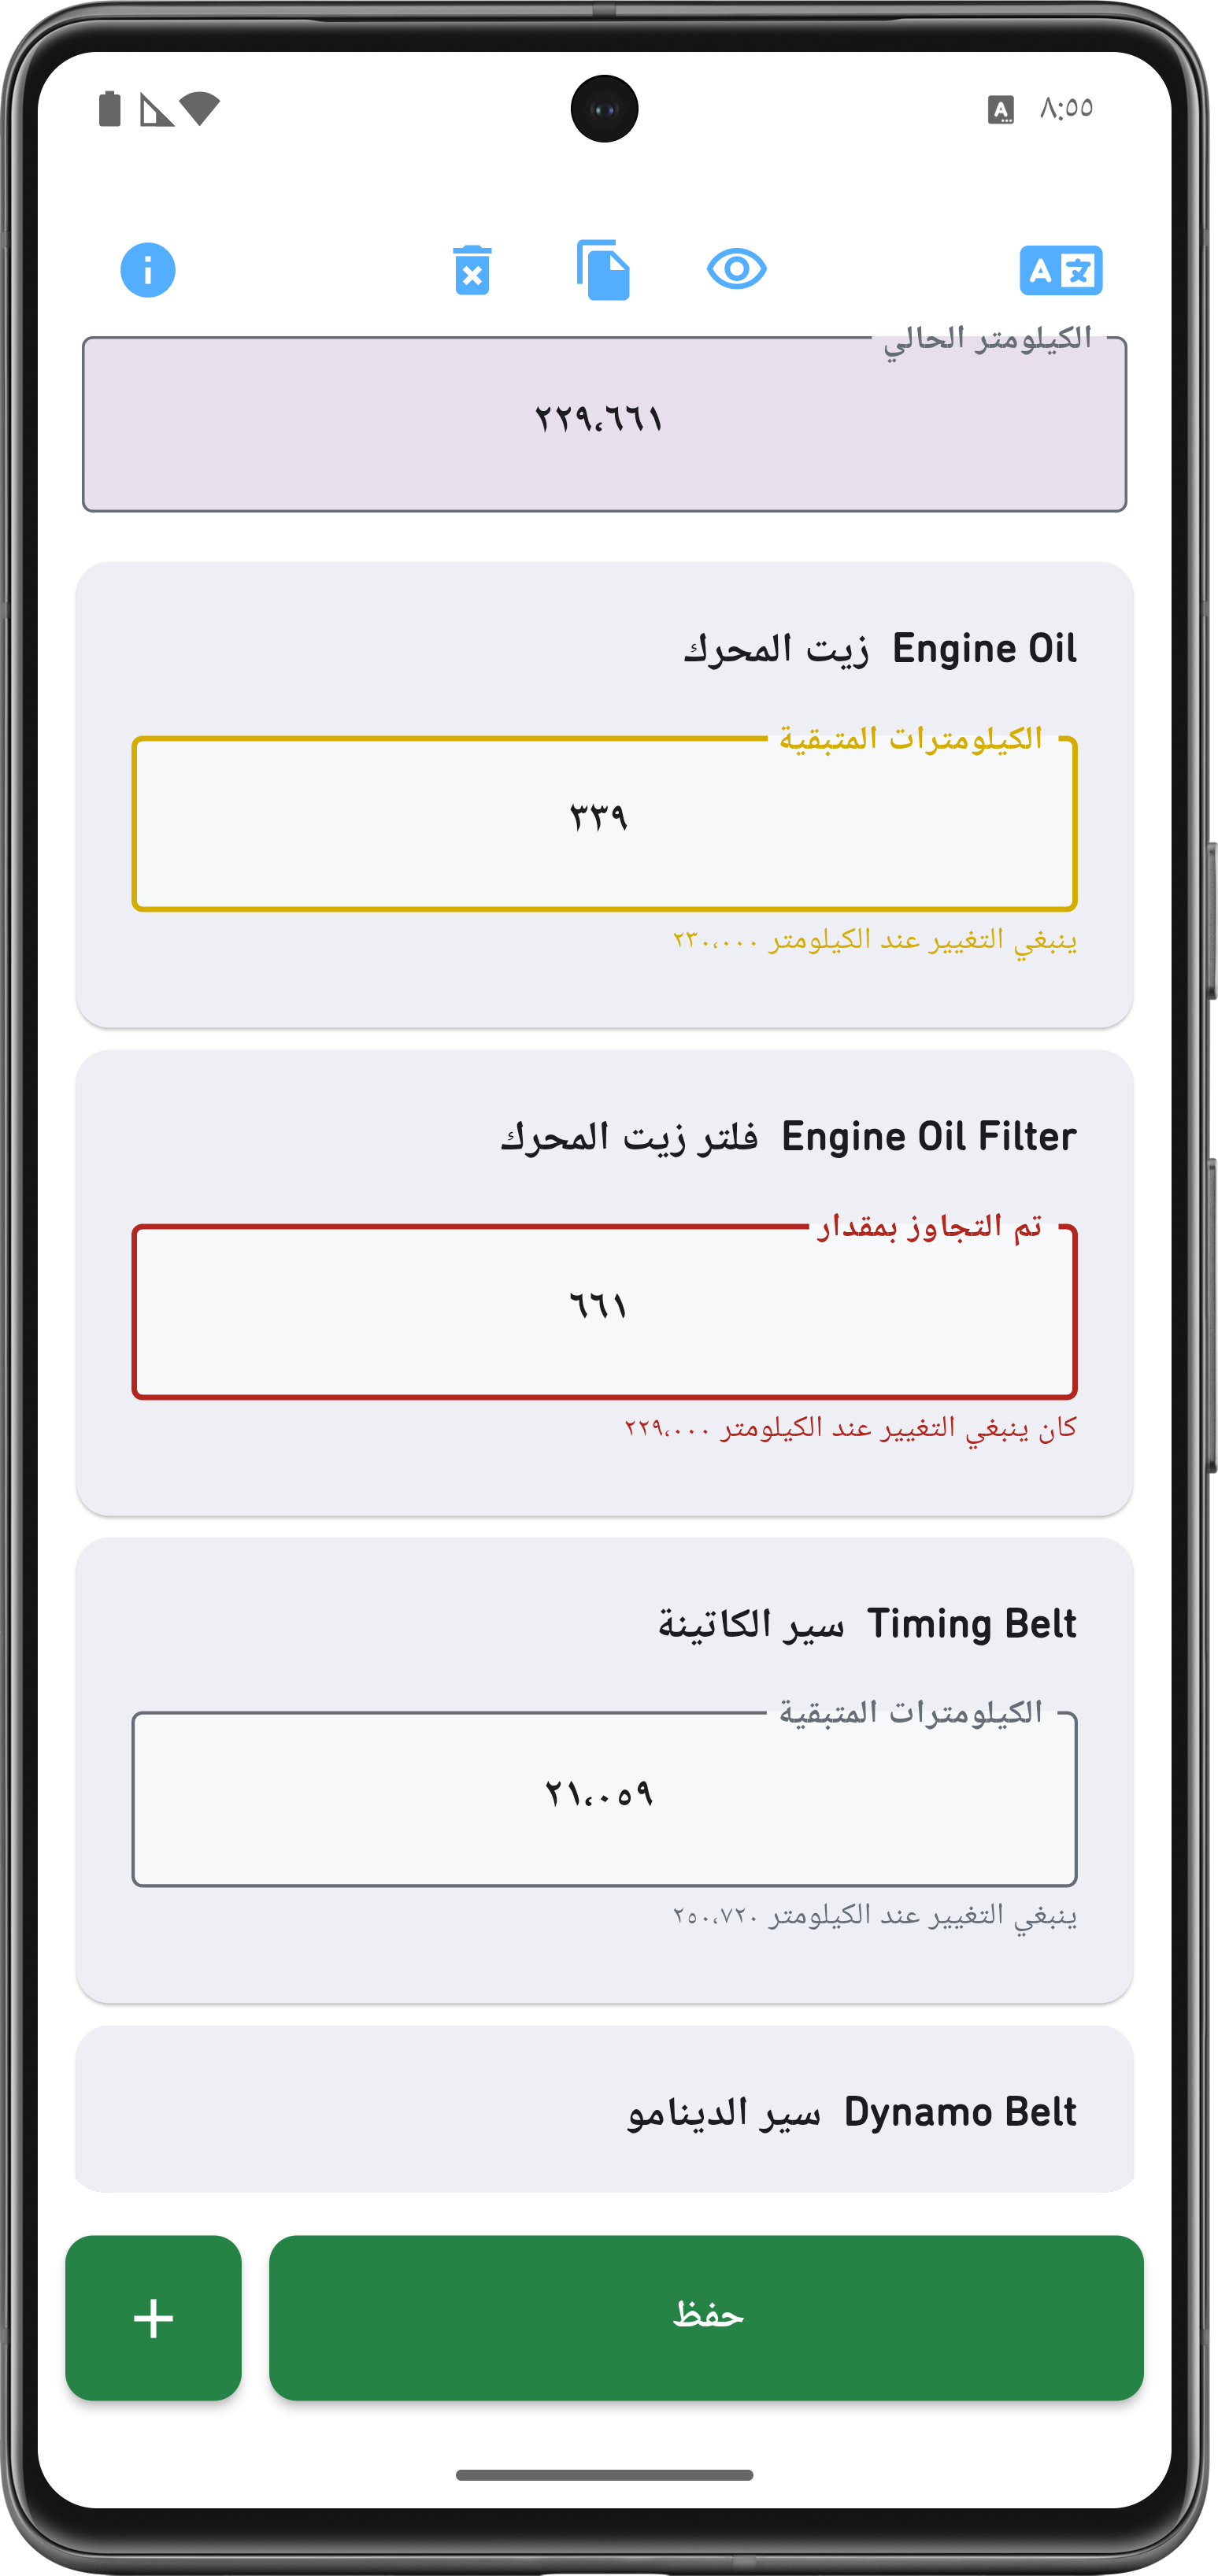 ٨:٥٥
الكيلومتر الحالي
٢٢٩،٦٦١
Engine Oil زيت المحرك
الكيلومترات المتبقية
٣٣٩
ينبغي التغيير عند الكيلومتر ٢٣٠،٠٠٠
Engine Oil Filter فلتر زيت المحرك
تم التجاوز بمقدار
٦٦١
كان ينبغي التغيير عند الكيلومتر ٢٢٩،٠٠٠
Timing Belt سير الكاتينة
الكيلومترات المتبقية
٢١،٠٥٩
ينبغي التغيير عند الكيلومتر ٢٥٠،٧٢٠
Dynamo Belt سير الدينامو
حفظ